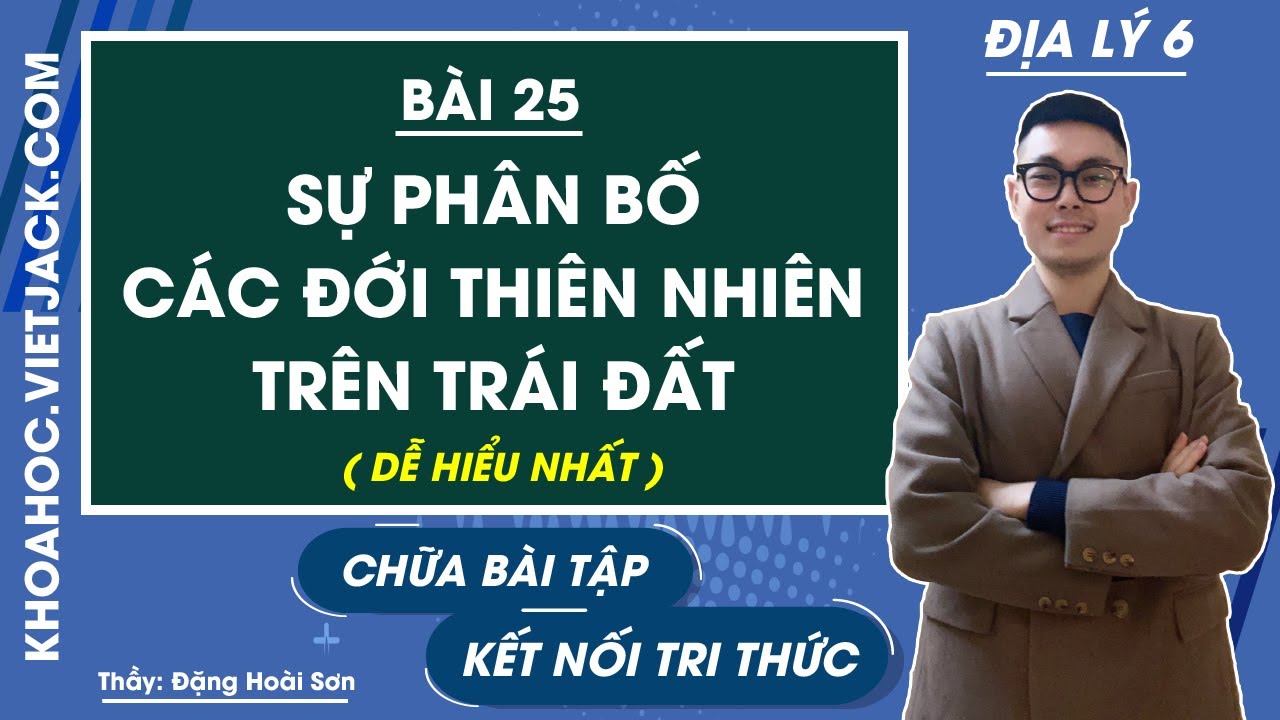 KHOAHOC.VIETJACK.COM
ĐỊA LÝ 6
BÀI 25
SỰ PHÂN BỐ
CÁC ĐỚI THIÊN NHIÊN
TRÊN TRÁI ĐẤT
( DỄ HIỂU NHẤT )
CHỮA BÀI TẬP
KẾT NỐI TRI THỨC
Thầy: Đặng Hoài Sơn